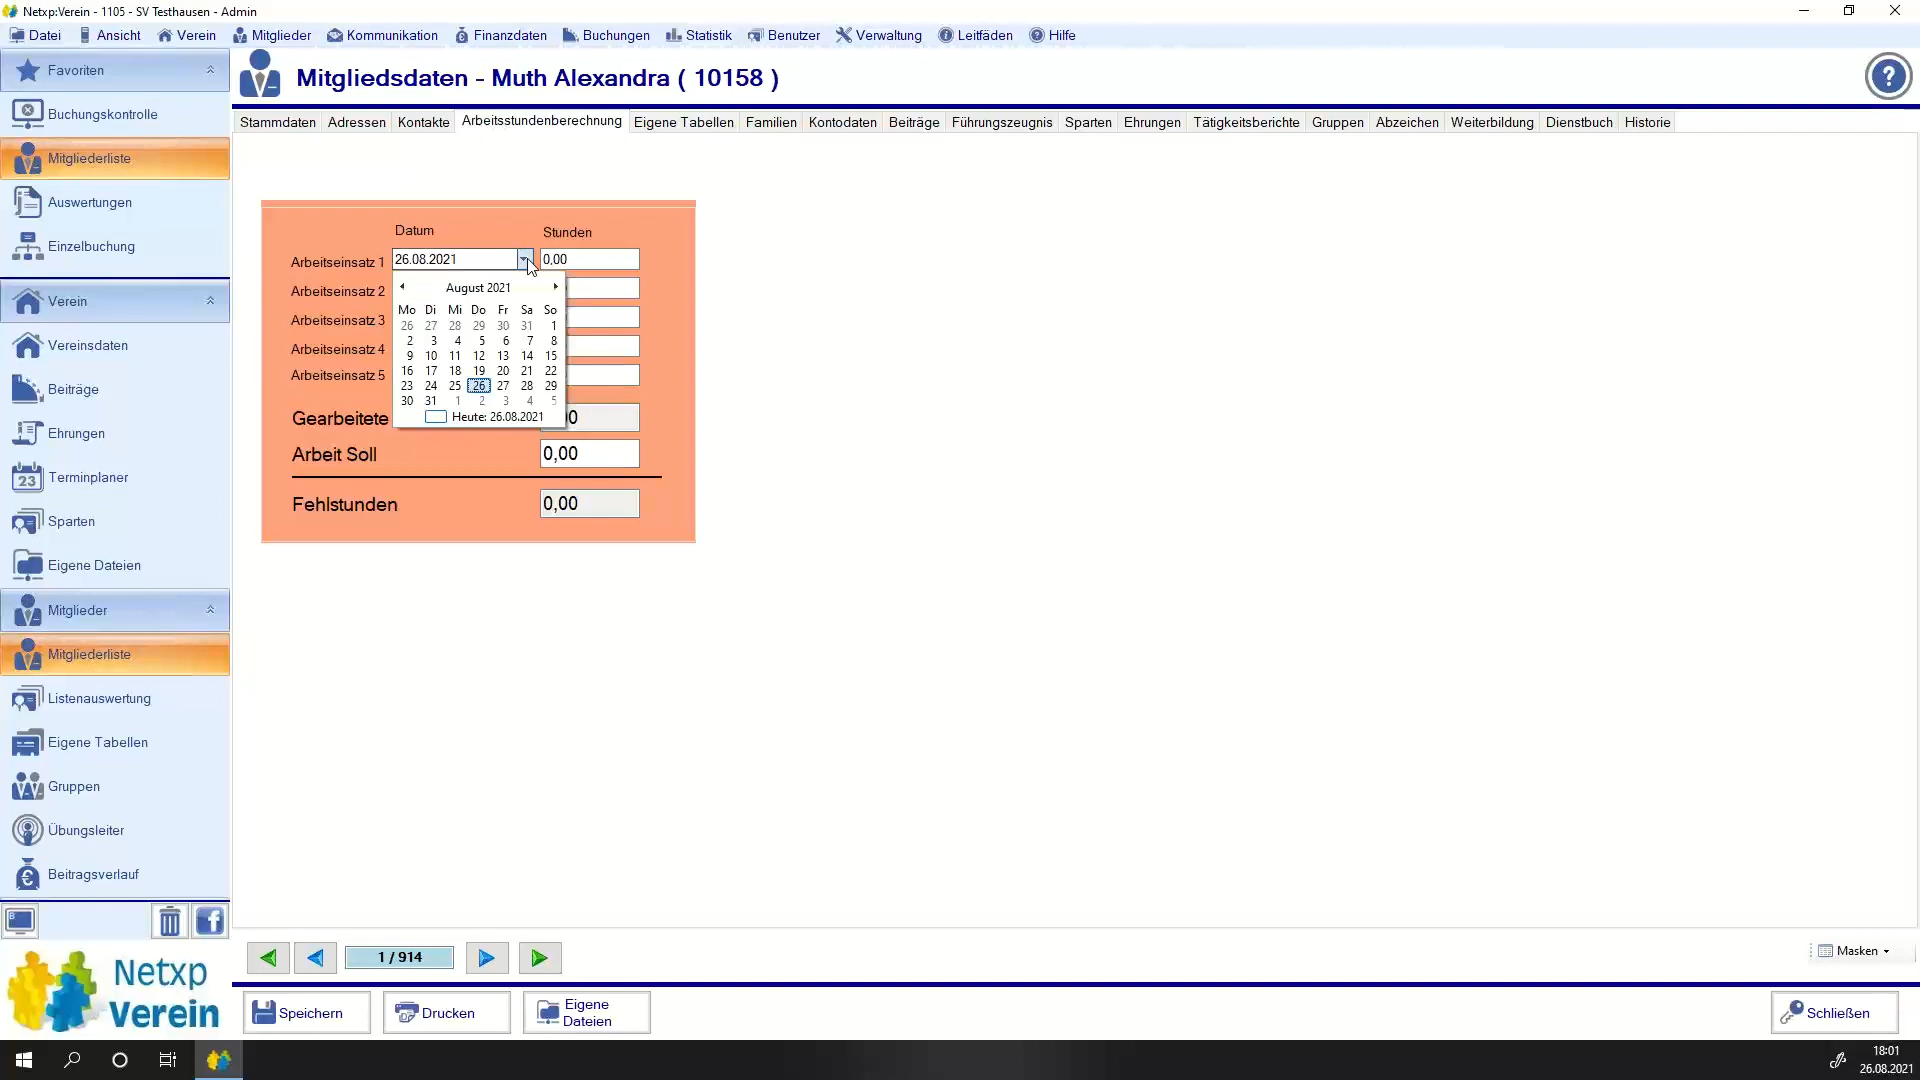 Netxp:Verein - 1105 - SV Testhausen - Admin
Datei Ansicht Verein Mitglieder Kommunikation Finanzdaten Buchungen Statistik Benutzer Verwaltung Leitfäden Hilfe
Favoriten
Buchungskontrolle
Mitgliederliste
Auswertungen
Einzelbuchung
Verein
Vereinsdaten
Beiträge
Ehrungen
23 Terminplaner
Sparten
Eigene Dateien
Mitglieder
Mitgliederliste
Listenauswertung
Eigene Tabellen
Gruppen
Übungsleiter
Beitragsverlauf
Netxp
Verein
Mitgliedsdaten - Muth Alexandra ( 10158 )
Stammdaten Adressen Kontakte Arbeitsstundenberechnung Eigene Tabellen Familien Kontodaten Beiträge Führungszeugnis Sparten Ehrungen Tätigkeitsberichte Gruppen Abzeichen Weiterbildung Dienstbuch Historie
Datum Stunden
Arbeitseinsatz 1 26.08.2021 0,00
Arbeitseinsatz 2
Arbeitseinsatz 3
Arbeitseinsatz 4
Arbeitseinsatz 5
August 2021
Mo Di Mi Do Fr Sa So
26 27 28 29 30 31 1
2 3 4 5 6 7 8
9 10 11 12 13 14 15
16 17 18 19 20 21 22
23 24 25 26 27 28 29
30 31 1 2 3 4 5
Heute: 26.08.2021
Gearbeitete
Arbeit Soll 0,00
Fehlstunden 0,00
1 / 914
Masken
Speichern Drucken Eigene Dateien Schließen
18:01
26.08.2021